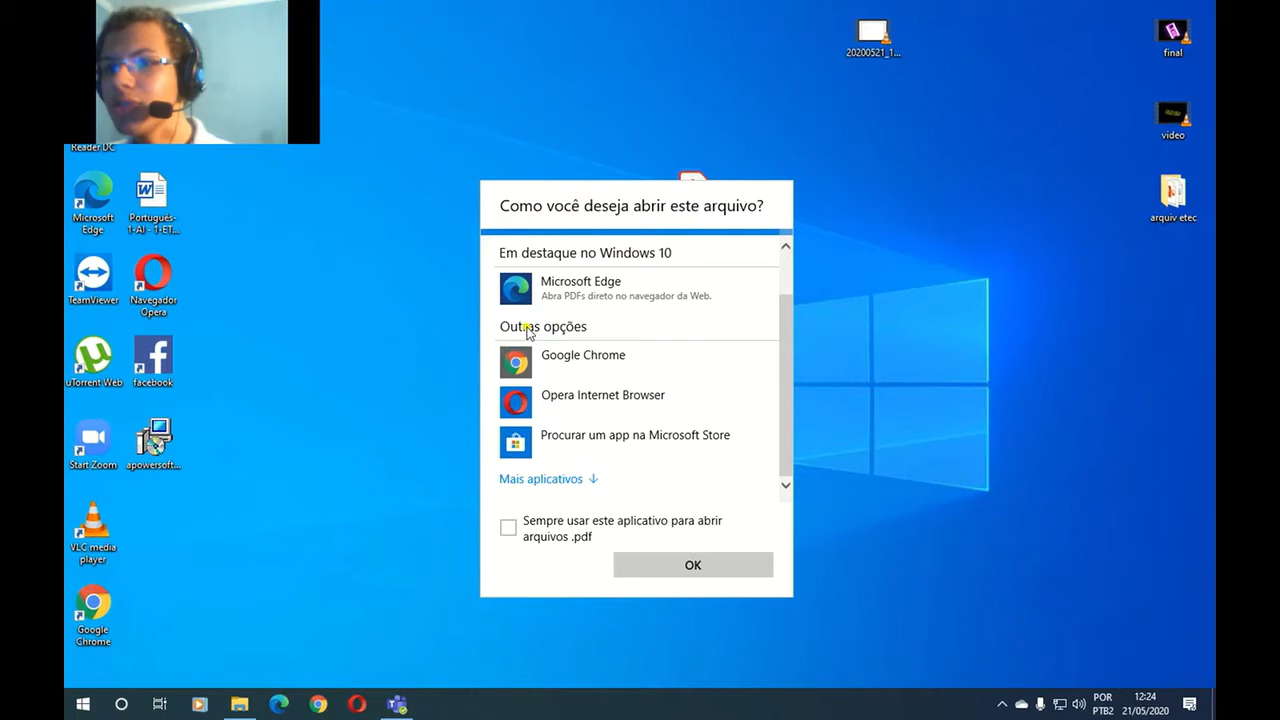 20200521_1...
final
video
arquiv etec
Reader DC
Microsoft
Edge
Português-
1-AI - 1-ET...
TeamViewer
Navegador
Opera
uTorrent Web
facebook
Start Zoom
apowersoft...
VLC media
player
Google
Chrome
Como você deseja abrir este arquivo?
Em destaque no Windows 10
Microsoft Edge
Abra PDFs direto no navegador da Web.
Outras opções
Google Chrome
Opera Internet Browser
Procurar um app na Microsoft Store
Mais aplicativos
Sempre usar este aplicativo para abrir
arquivos .pdf
OK
POR
PTB2
12:24
21/05/2020